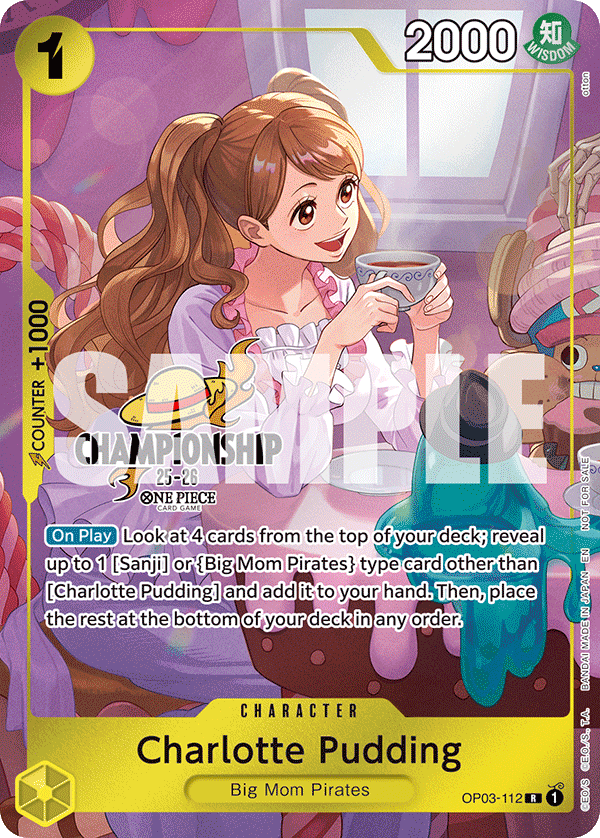 1
2000
知
WISDOM
otton
COUNTER +1000
SAMPLE
CHAMPIONSHIP
25-26
ONE PIECE
CARD GAME
On Play Look at 4 cards from the top of your deck; reveal
up to 1 [Sanji] or {Big Mom Pirates} type card other than
[Charlotte Pudding] and add it to your hand. Then, place
the rest at the bottom of your deck in any order.
CHARACTER
Charlotte Pudding
Big Mom Pirates
OP03-112 R 1
©E.O/S ©E.O./S, T.A. BANDAI MADE IN JAPAN EN NOT FOR SALE